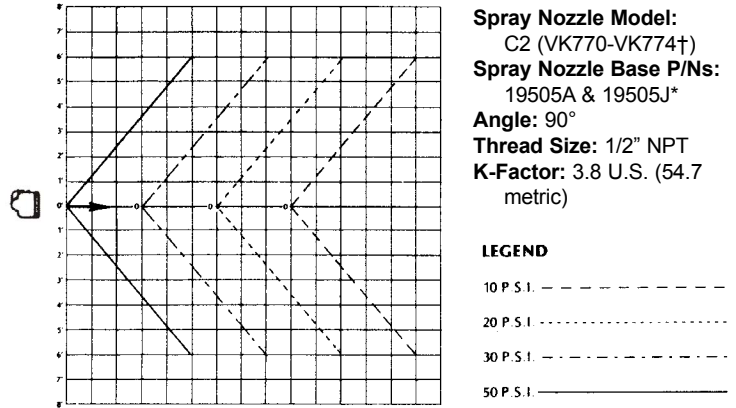 8'
7'
6'
5'
4'
3'
2'
1'
0'
0
0
0
1'
2'
3'
4'
5'
6'
7'
8'
Spray Nozzle Model:
C2 (VK770-VK774†)
Spray Nozzle Base P/Ns:
19505A & 19505J*
Angle: 90°
Thread Size: 1/2” NPT
K-Factor: 3.8 U.S. (54.7
metric)
LEGEND
10 P.S.I.
20 P.S.I.
30 P.S.I.
50 P.S.I.